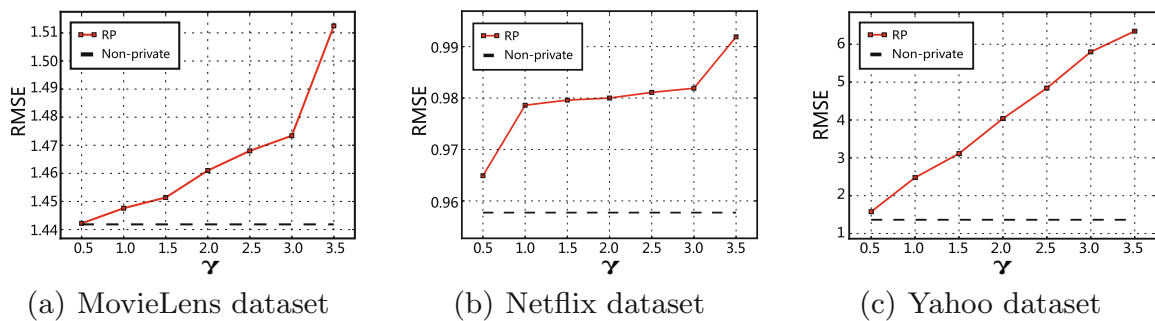 1.51
1.50
1.49
1.48
1.47
1.46
1.45
1.44
RMSE
RP
Non-private
0.5 1.0 1.5 2.0 2.5 3.0 3.5
γ
(a) MovieLens dataset
0.99
0.98
0.97
0.96
RMSE
RP
Non-private
0.5 1.0 1.5 2.0 2.5 3.0 3.5
γ
(b) Netflix dataset
6
5
4
3
2
1
RMSE
RP
Non-private
0.5 1.0 1.5 2.0 2.5 3.0 3.5
γ
(c) Yahoo dataset